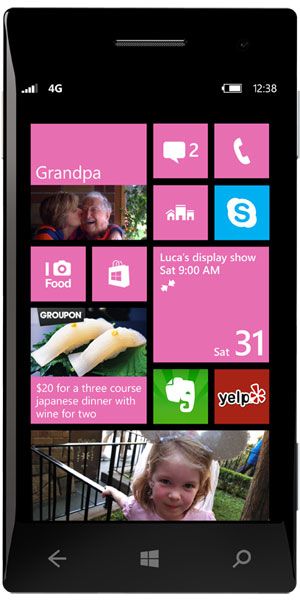 4G
12:38
Grandpa
2
I
Food
Luca's display show
Sat 9:00 AM
Sat 31
GROUPON
$20 for a three course
japanese dinner with
wine for two
S
yelp